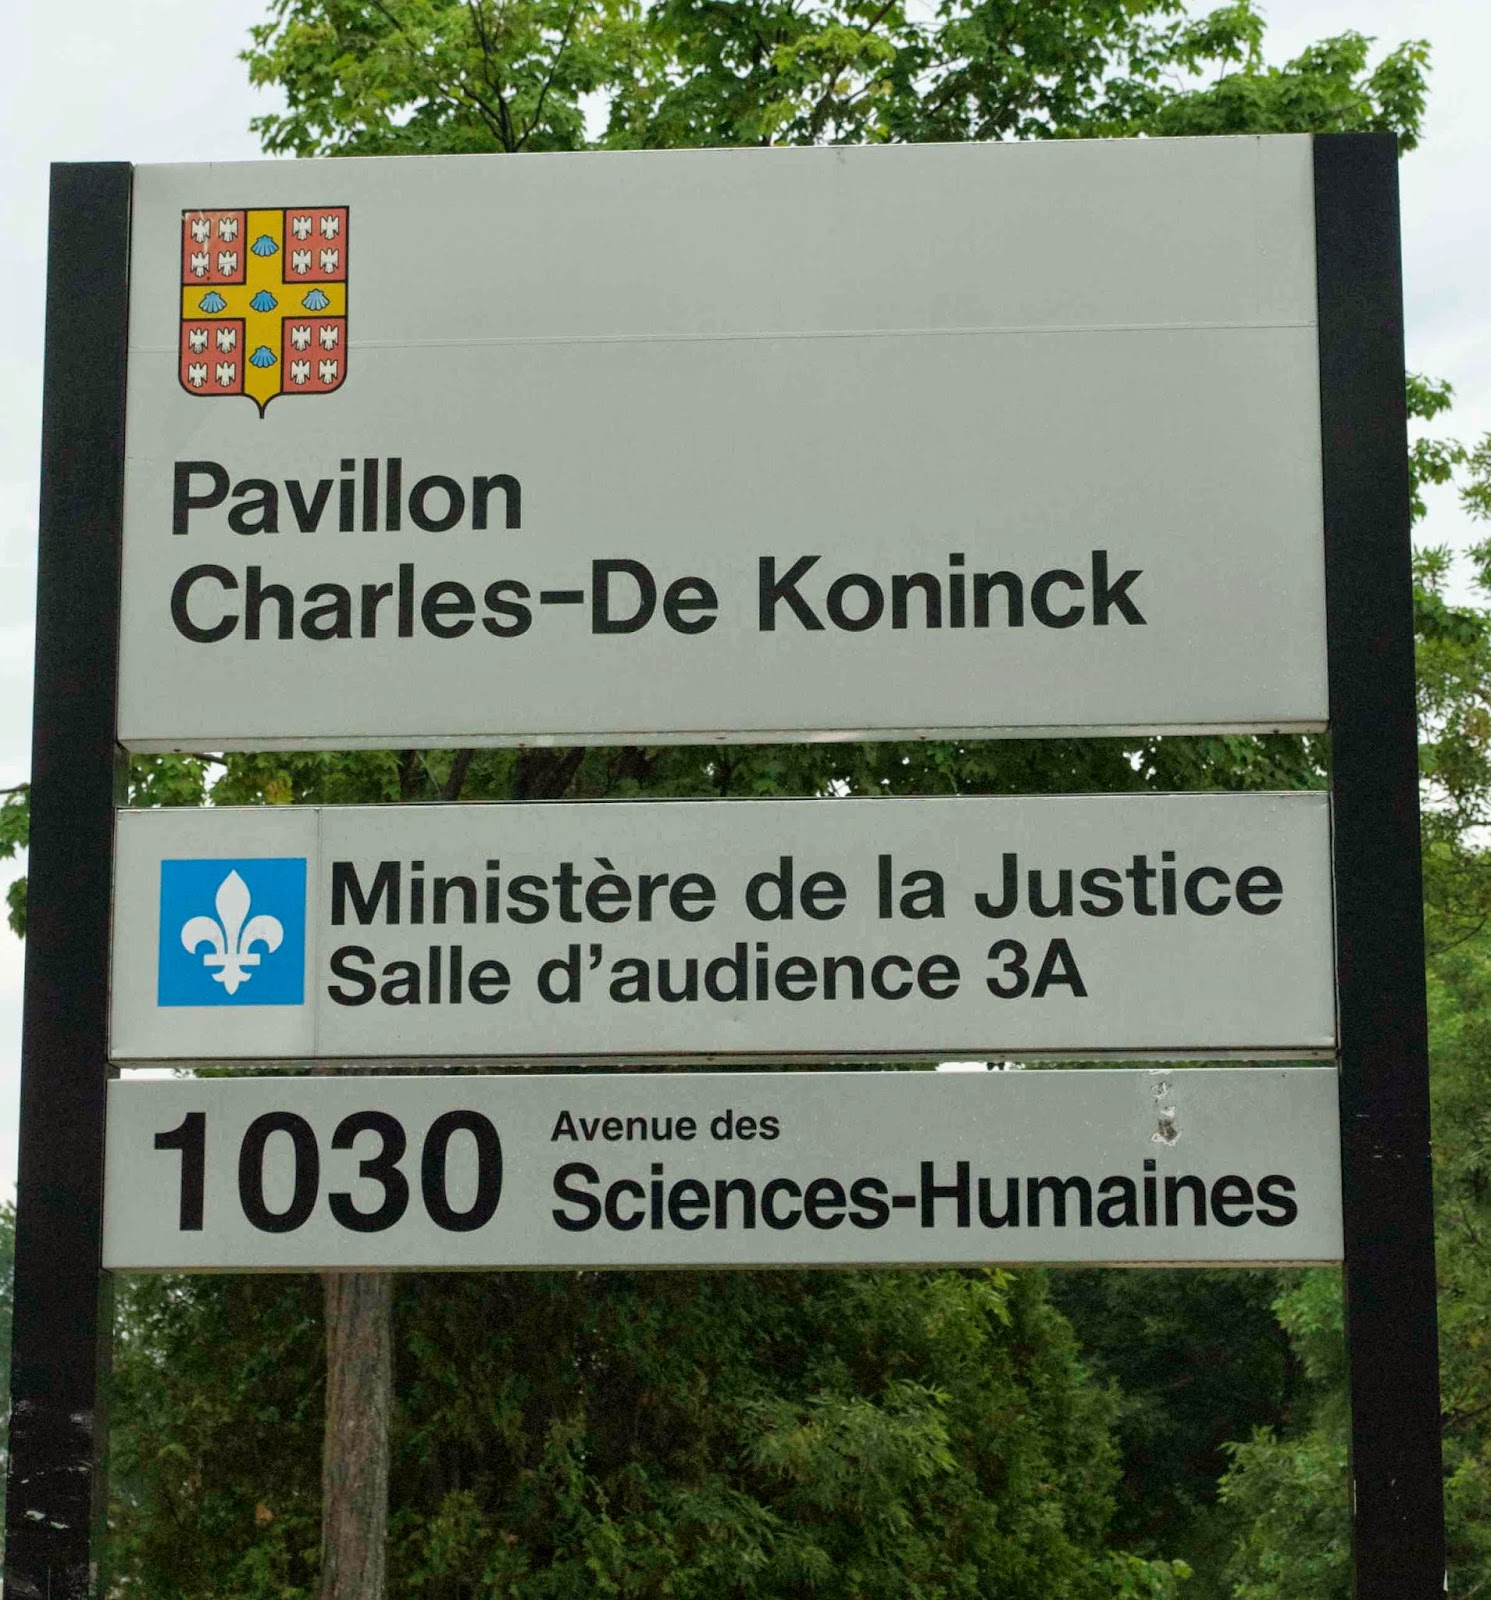 Pavillon
Charles-De Koninck
Ministère de la Justice
Salle d'audience 3A
1030 Avenue des
Sciences-Humaines